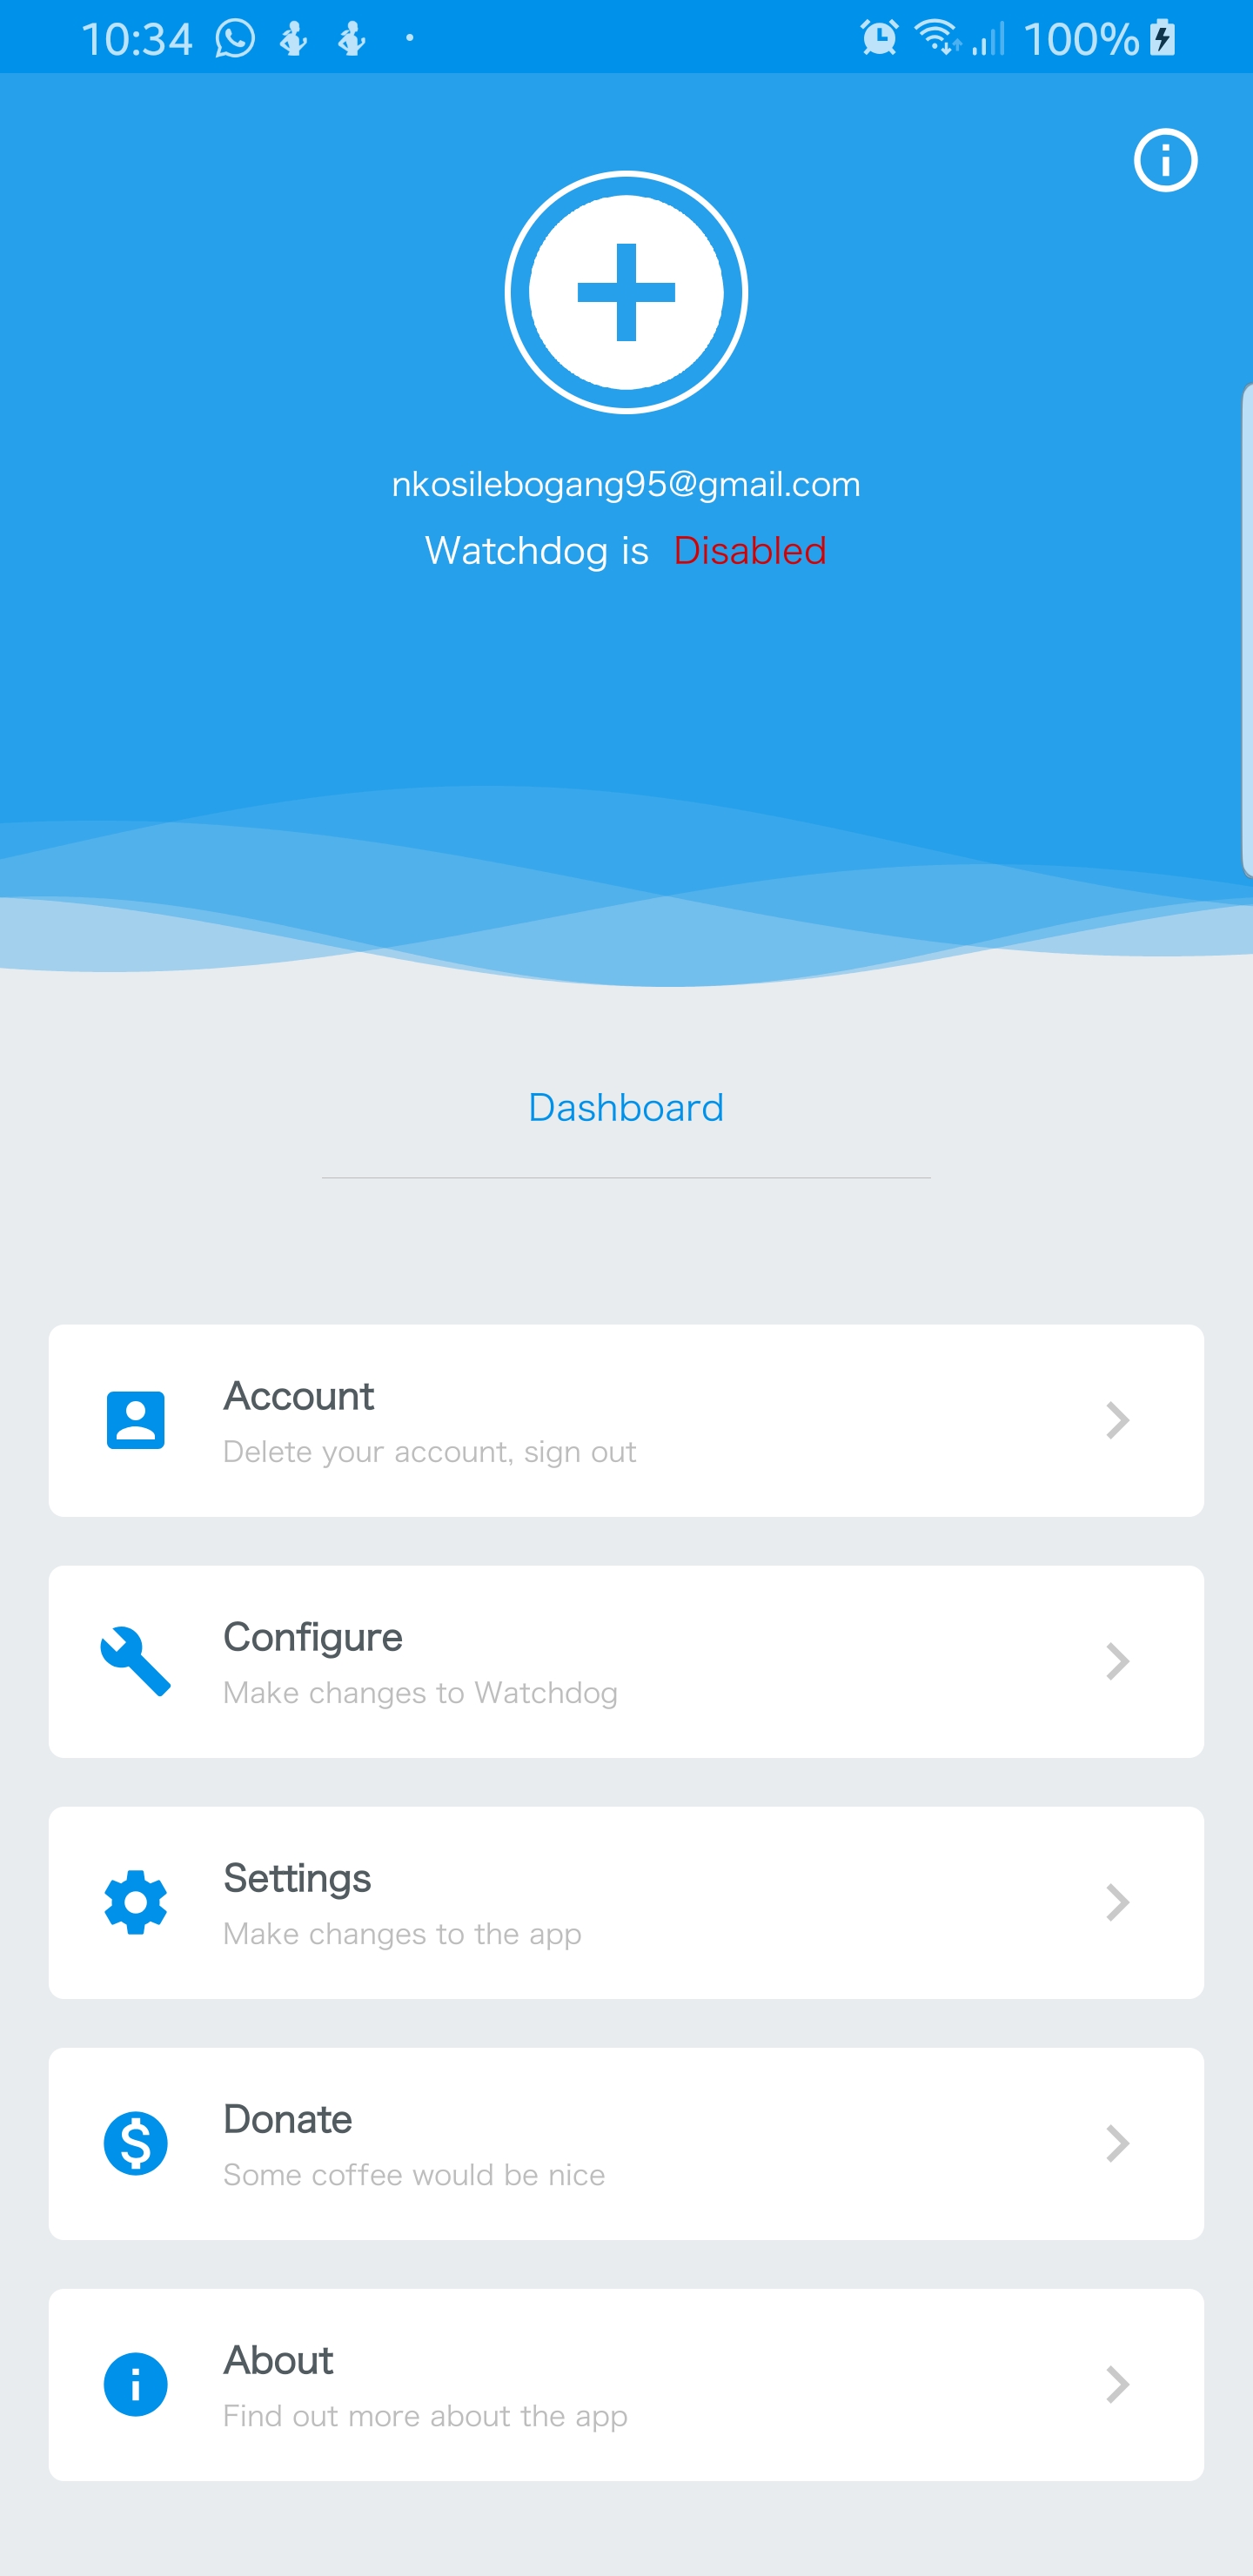 10:34
100%
nkosilebogang95@gmail.com
Watchdog is Disabled
Dashboard
Account
Delete your account, sign out
Configure
Make changes to Watchdog
Settings
Make changes to the app
Donate
Some coffee would be nice
About
Find out more about the app